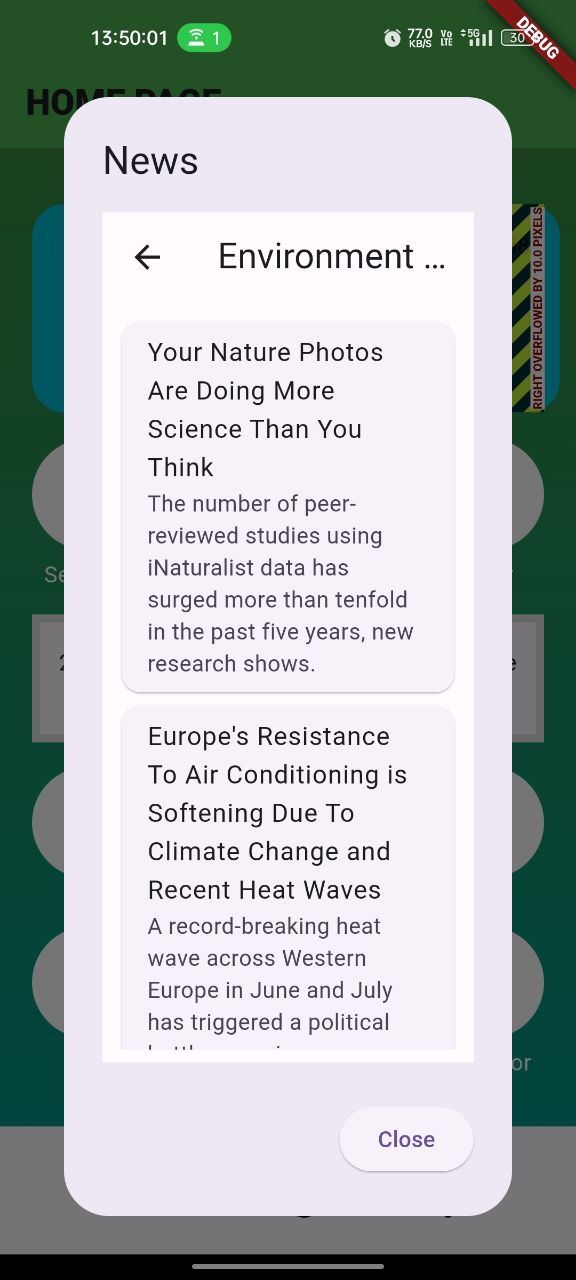 13:50:01 1 77.0 KB/S Vo LTE 5G 30
DEBUG
HOME PAGE
News
Environment ...
RIGHT OVERFLOWED BY 10.0 PIXELS
Your Nature Photos
Are Doing More
Science Than You
Think
The number of peer-
reviewed studies using
iNaturalist data has
surged more than tenfold
in the past five years, new
research shows.
Europe's Resistance
To Air Conditioning is
Softening Due To
Climate Change and
Recent Heat Waves
A record-breaking heat
wave across Western
Europe in June and July
has triggered a political
Close